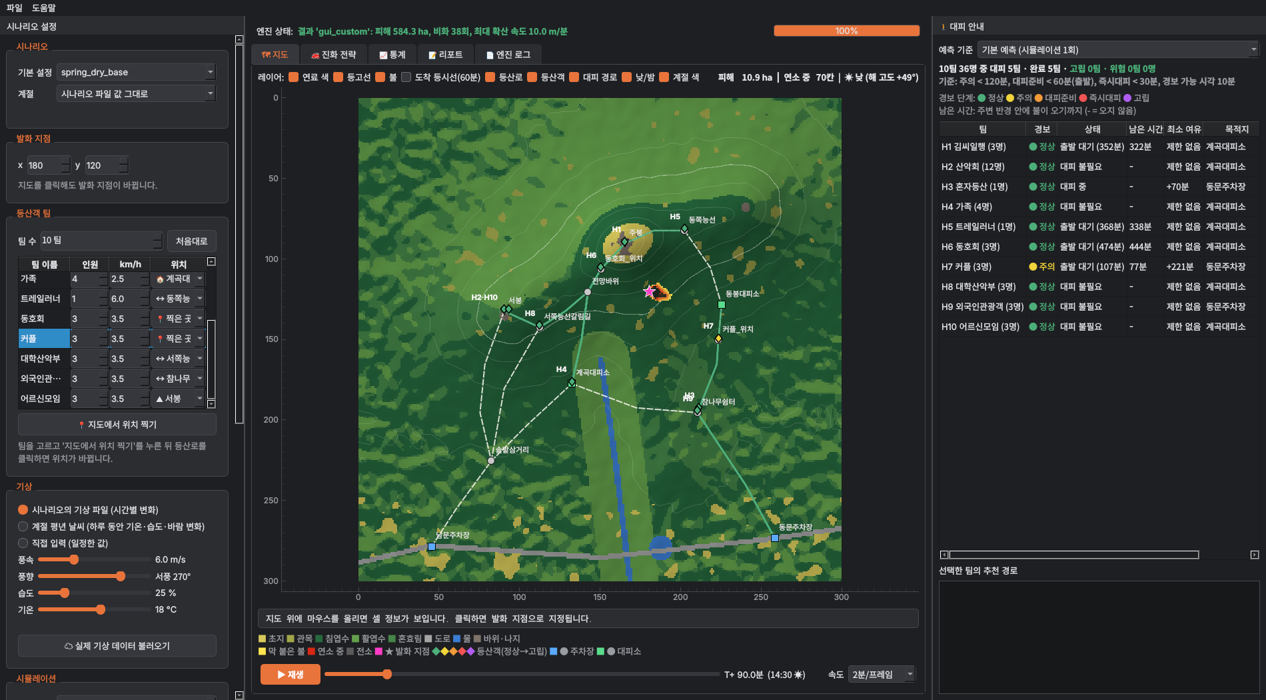 파일 도움말
시나리오 설정
시나리오
기본 설정 spring_dry_base
계절 시나리오 파일 값 그대로
발화 지점
x 180 y 120
지도를 클릭해도 발화 지점이 바뀝니다.
등산객 팀
팀 수 10 팀 처음대로
팀 이름 인원 km/h 위치
가족 4 2.5 계곡대
트레일러너 1 6.0 ↔ 동쪽능
동호회 3 3.5 찍은 곳
커플 3 3.5 찍은 곳
대학산악부 3 3.5 ↔ 서쪽능
외국인관⋯ 3 3.5 ↔ 참나무
어르신모임 3 3.5 ▲ 서봉
지도에서 위치 찍기
팀을 고르고 '지도에서 위치 찍기'를 누른 뒤 등산로를
클릭하면 위치가 바뀝니다.
기상
시나리오의 기상 파일 (시간별 변화)
계절 평년 날씨 (하루 동안 기온·습도·바람 변화)
직접 입력 (일정한 값)
풍속 6.0 m/s
풍향 서풍 270°
습도 25 %
기온 18 °C
실제 기상 데이터 불러오기
시뮬레이션
엔진 상태: 결과 'gui_custom': 피해 584.3 ha, 비화 38회, 최대 확산 속도 10.0 m/분
100%
지도 진화 전략 통계 리포트 엔진 로그
레이어: 연료 색 등고선 불 도착 등시선(60분) 등산로 등산객 대피 경로 낮/밤 계절 색 피해 10.9 ha | 연소 중 70칸 | ☀ 낮 (해 고도 +49°)
0
50
100
150
200
250
300
0 50 100 150 200 250 300
H5 동쪽능선
H1 주봉
H6 동호회_위치
전망바위
H2·H10 서봉
동봉대피소
H8 서쪽능선갈림길
H7 커플_위치
H4 계곡대피소
참나무쉼터
솔밭삼거리
동문주차장
지도 위에 마우스를 올리면 셀 정보가 보입니다. 클릭하면 발화 지점으로 지정됩니다.
초지 관목 침엽수 활엽수 혼효림 도로 물 바위·나지
막 붙은 불 연소 중 전소 ★ 발화 지점 등산객(정상→고립) 주차장 대피소
▶ 재생 T+ 90.0분 (14:30 ☀) 속도 2분/프레임
대피 안내
예측 기준 기본 예측 (시뮬레이션 1회)
10팀 36명 중 대피 5팀 · 완료 5팀 · 고립 0팀 · 위험 0팀 0명
기준: 주의 < 120분, 대피준비 < 60분(출발), 즉시대피 < 30분, 경보 가능 시각 10분
경보 단계: 정상 주의 대피준비 즉시대피 고립
남은 시간: 주변 반경 안에 불이 오기까지 (- = 오지 않음)
팀 경보 상태 남은 시간 최소 여유 목적지
H1 김씨일행 (3명) 정상 출발 대기 (352분) 322분 제한 없음 계곡대피소
H2 산악회 (12명) 정상 대피 불필요 - 제한 없음 계곡대피소
H3 혼자등산 (1명) 정상 대피 중 - +70분 동문주차장
H4 가족 (4명) 정상 대피 불필요 - 제한 없음 계곡대피소
H5 트레일러너 (1명) 정상 출발 대기 (368분) 338분 제한 없음 계곡대피소
H6 동호회 (3명) 정상 출발 대기 (474분) 444분 제한 없음 계곡대피소
H7 커플 (3명) 주의 출발 대기 (107분) 77분 +221분 동문주차장
H8 대학산악부 (3명) 정상 대피 불필요 - 제한 없음 계곡대피소
H9 외국인관광객 (3명) 정상 대피 불필요 - 제한 없음 동문주차장
H10 어르신모임 (3명) 정상 대피 불필요 - 제한 없음 계곡대피소
선택한 팀의 추천 경로